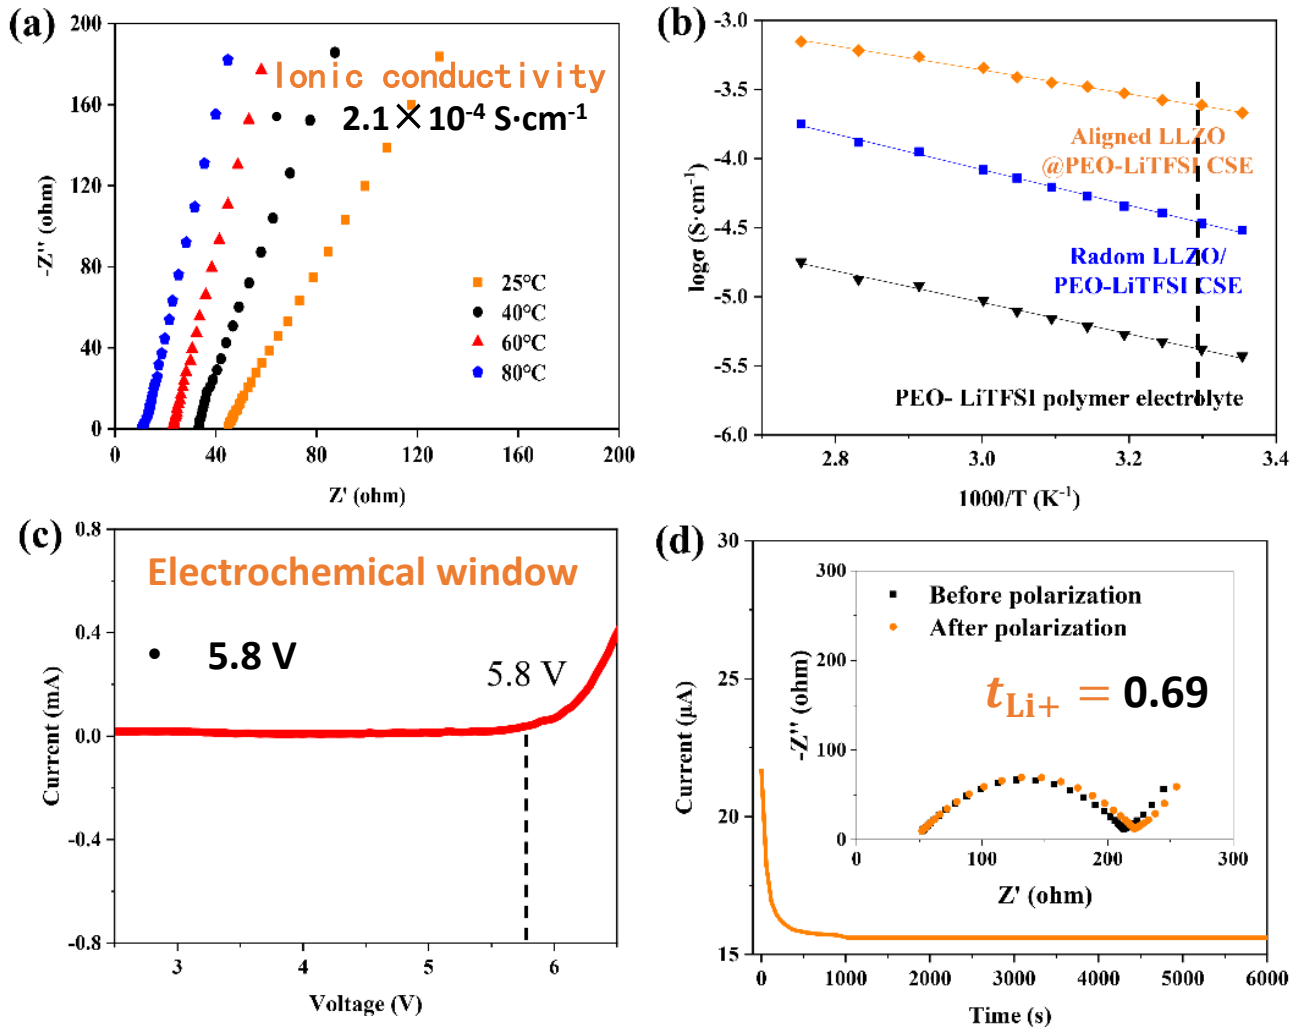 (a)
200
160
120
80
40
0
-Z'' (ohm)
Ionic conductivity
2.1×10-4 S·cm-1
25°C
40°C
60°C
80°C
0 40 80 120 160 200
Z' (ohm)
(b)
-3.0
-3.5
-4.0
-4.5
-5.0
-5.5
-6.0
logσ (S·cm-1)
Aligned LLZO
@PEO-LiTFSI CSE
Radom LLZO/
PEO-LiTFSI CSE
PEO- LiTFSI polymer electrolyte
2.8 3.0 3.2 3.4
1000/T (K-1)
(c)
0.8
0.4
0.0
-0.4
-0.8
Current (mA)
Electrochemical window
5.8 V
5.8 V
3 4 5 6
Voltage (V)
(d)
30
25
20
15
Current (μA)
300
200
100
0
-Z'' (ohm)
Before polarization
After polarization
tLi+ = 0.69
0 100 200 300
Z' (ohm)
0 1000 2000 3000 4000 5000 6000
Time (s)